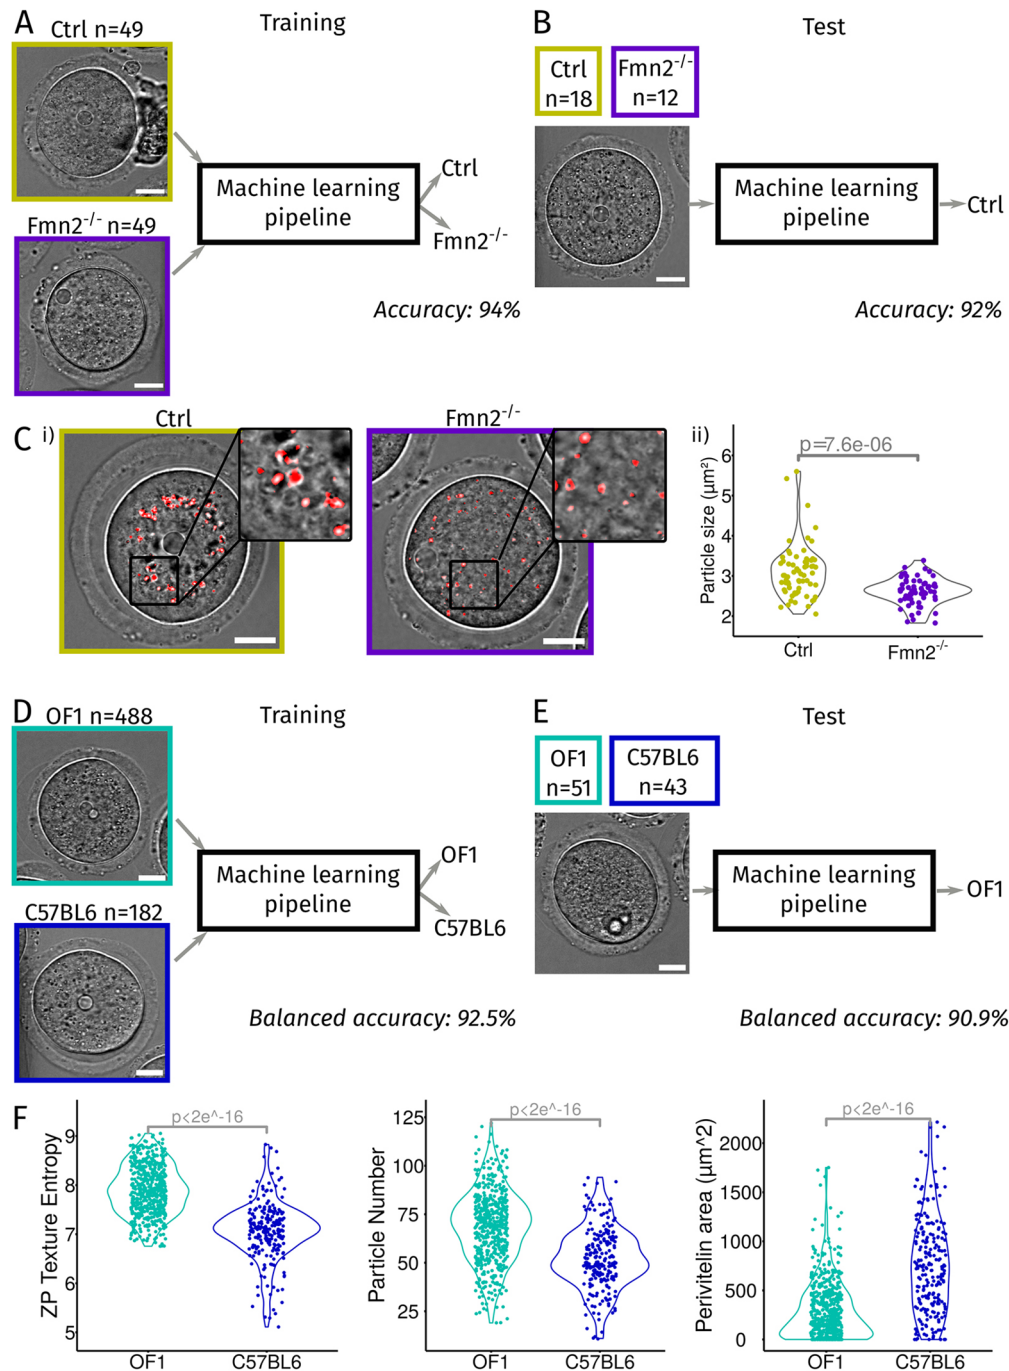 A
Ctrl n=49
Training
Fmn2-/- n=49
Machine learning
pipeline
Ctrl
Fmn2-/-
Accuracy: 94%
B
Test
Ctrl
n=18
Fmn2-/-
n=12
Machine learning
pipeline
Ctrl
Accuracy: 92%
C
i)
Ctrl
Fmn2-/-
ii)
p=7.6e-06
Particle size (µm²)
6
5
4
3
2
Ctrl
Fmn2-/-
D
OF1 n=488
Training
C57BL6 n=182
Machine learning
pipeline
OF1
C57BL6
Balanced accuracy: 92.5%
E
Test
OF1
n=51
C57BL6
n=43
Machine learning
pipeline
OF1
Balanced accuracy: 90.9%
F
p<2e^-16
ZP Texture Entropy
9
8
7
6
5
OF1
C57BL6
p<2e^-16
Particle Number
125
100
75
50
25
OF1
C57BL6
p<2e^-16
Perivitelin area (µm^2)
2000
1500
1000
500
0
OF1
C57BL6